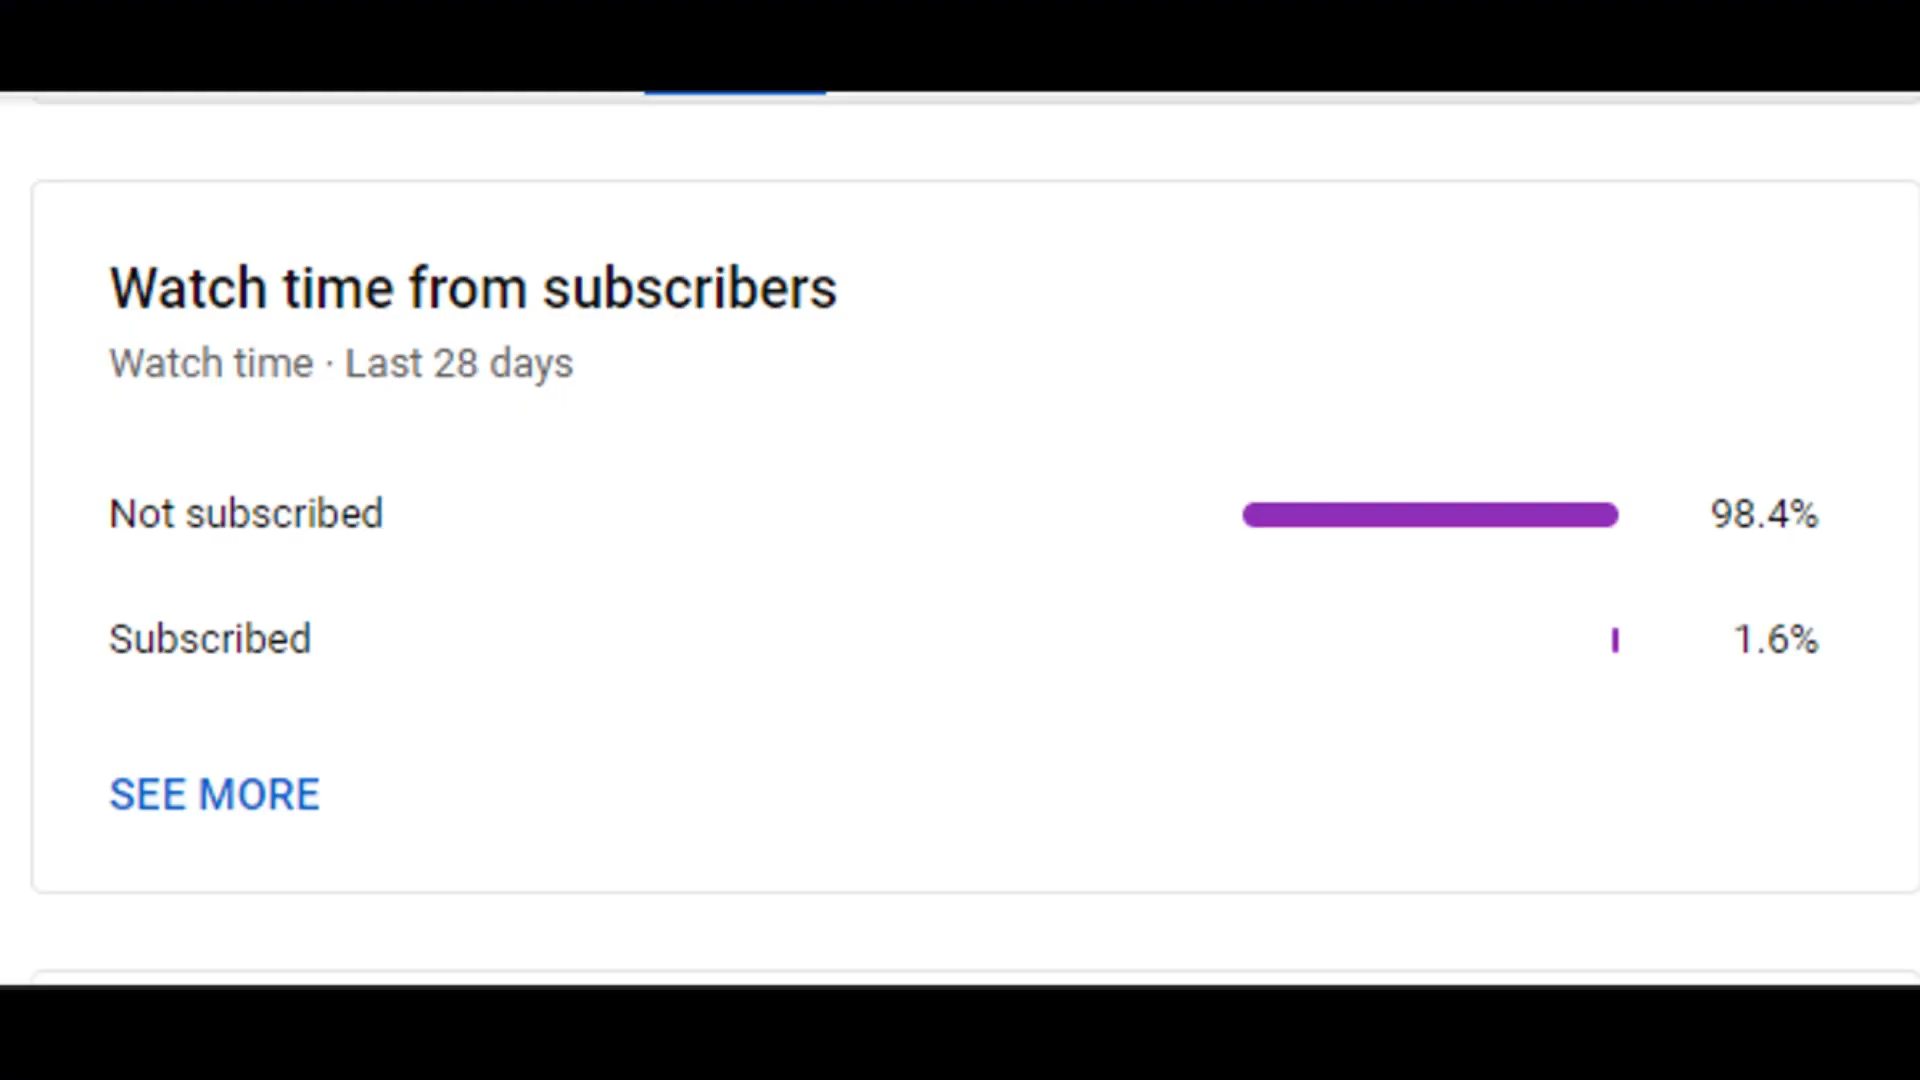 Watch time from subscribers
Watch time · Last 28 days
Not subscribed 98.4%
Subscribed 1.6%
SEE MORE